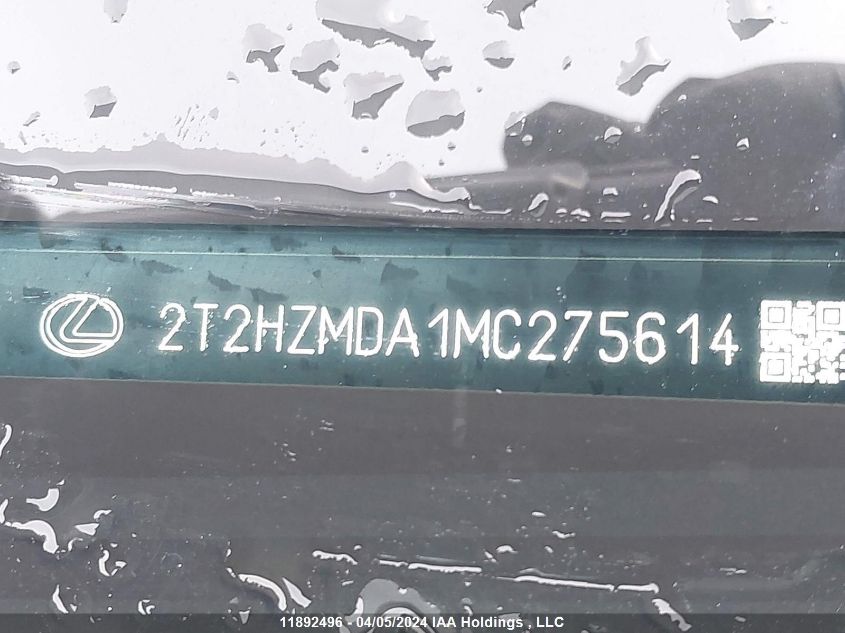 2T2HZMDA1MC275614
11892496 - 04/05/2024 IAA Holdings , LLC